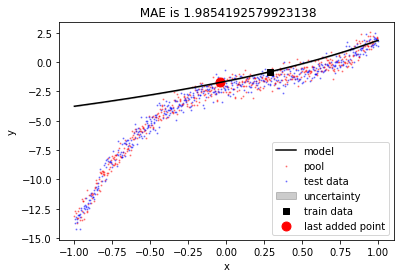 MAE is 1.9854192579923138
2.5
0.0
−2.5
−5.0
−7.5
−10.0
−12.5
−15.0
y
model
pool
test data
uncertainty
train data
last added point
−1.00 −0.75 −0.50 −0.25 0.00 0.25 0.50 0.75 1.00
x